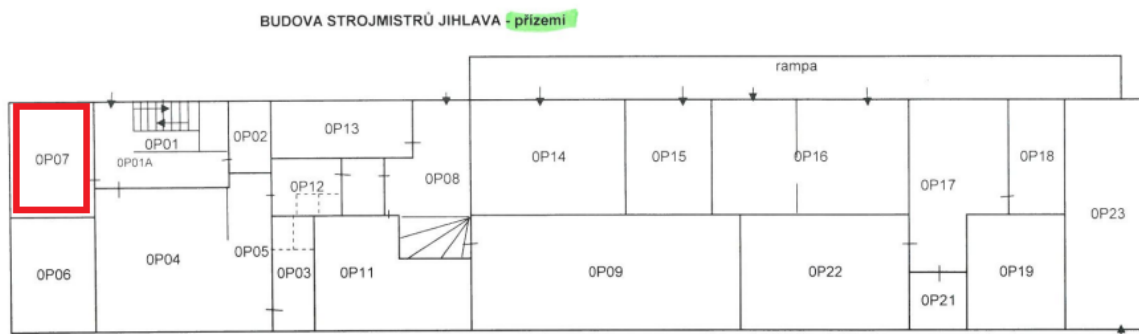 BUDOVA STROJMISTRŮ JIHLAVA - přízemí
rampa
0P07
0P01
0P01A
0P02
0P13
0P12
0P08
0P14
0P15
0P16
0P17
0P18
0P23
0P06
0P04
0P05
0P03
0P11
0P09
0P22
0P21
0P19